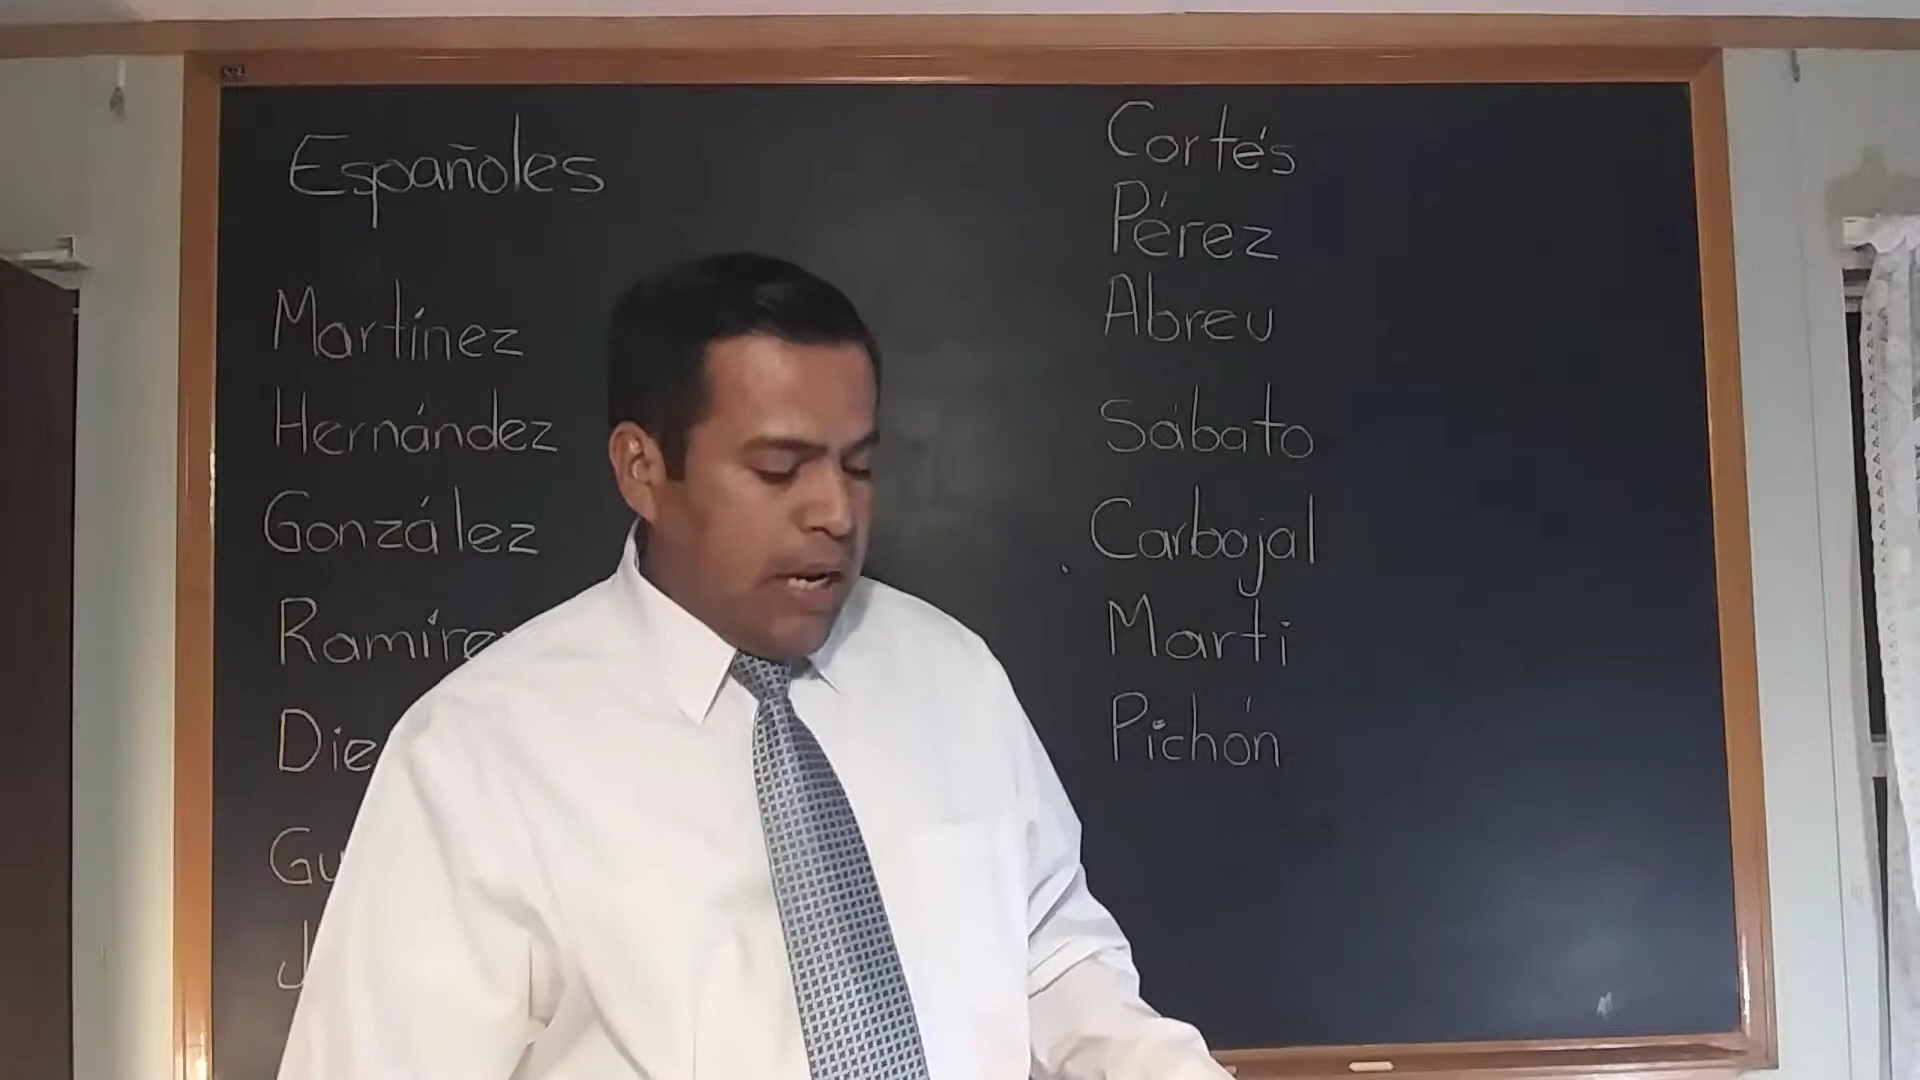 Españoles
Martínez
Hernández
González
Cortés
Pérez
Abreu
Sábato
Carbajal
Marti
Pichón